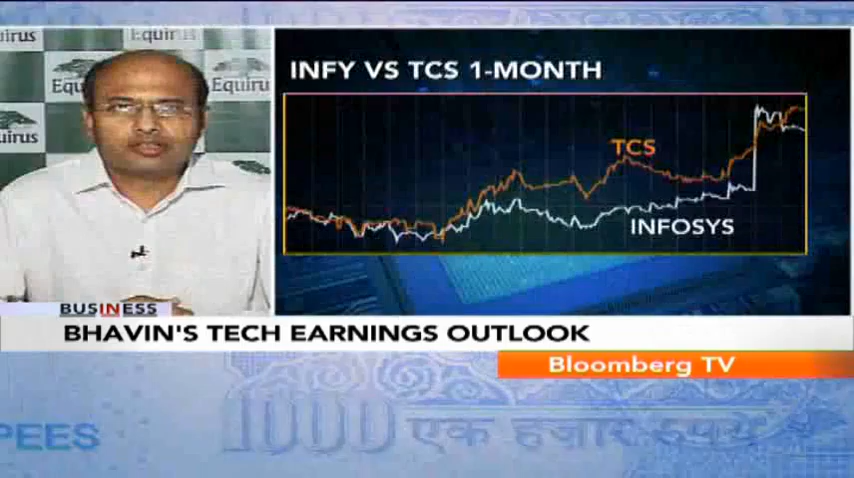 Equirus
Equirus
Equirus
INFY VS TCS 1-MONTH
TCS
INFOSYS
BUSINESS
BHAVIN'S TECH EARNINGS OUTLOOK
Bloomberg TV
1000 एक हजार रुपये